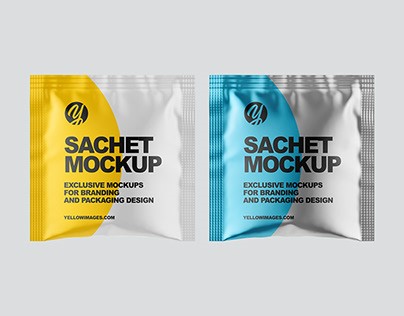 SACHET
MOCKUP
EXCLUSIVE MOCKUPS
FOR BRANDING
AND PACKAGING DESIGN
YELLOWIMAGES.COM
SACHET
MOCKUP
EXCLUSIVE MOCKUPS
FOR BRANDING
AND PACKAGING DESIGN
YELLOWIMAGES.COM